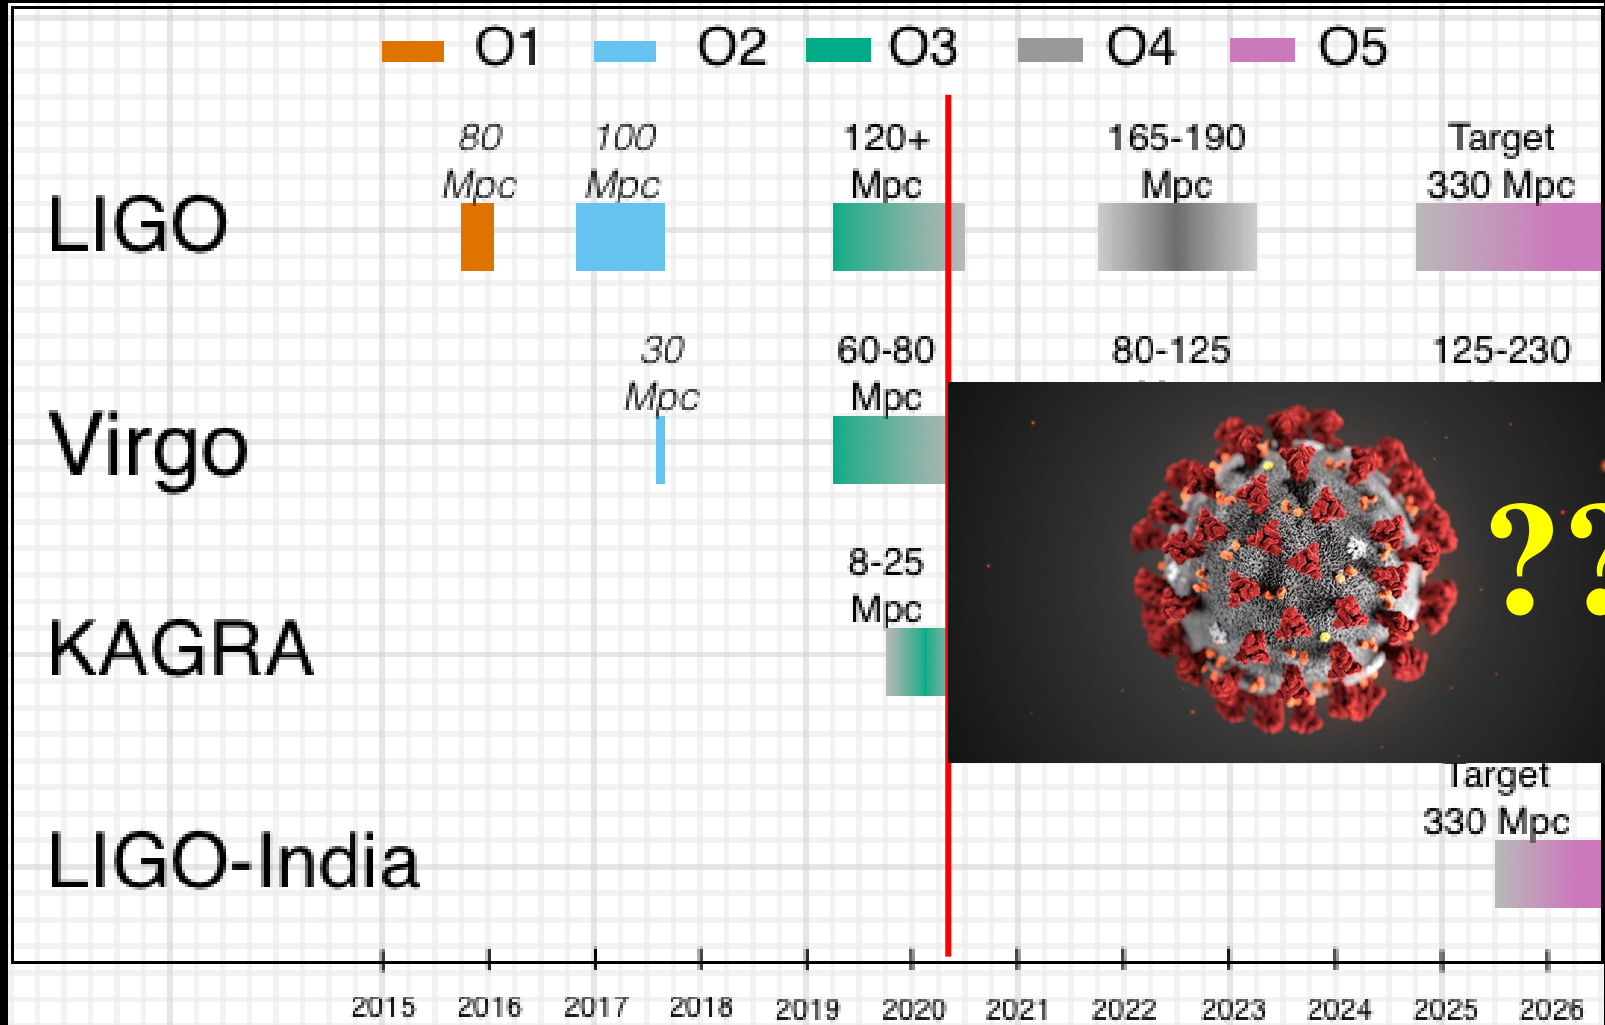 O1 O2 O3 O4 O5
80 100 120+ 165-190 Target
Mpc Mpc Mpc Mpc 330 Mpc
LIGO
30 60-80 80-125 125-230
Mpc Mpc
Virgo
??
8-25
Mpc
KAGRA
Target
330 Mpc
LIGO-India
2015 2016 2017 2018 2019 2020 2021 2022 2023 2024 2025 2026